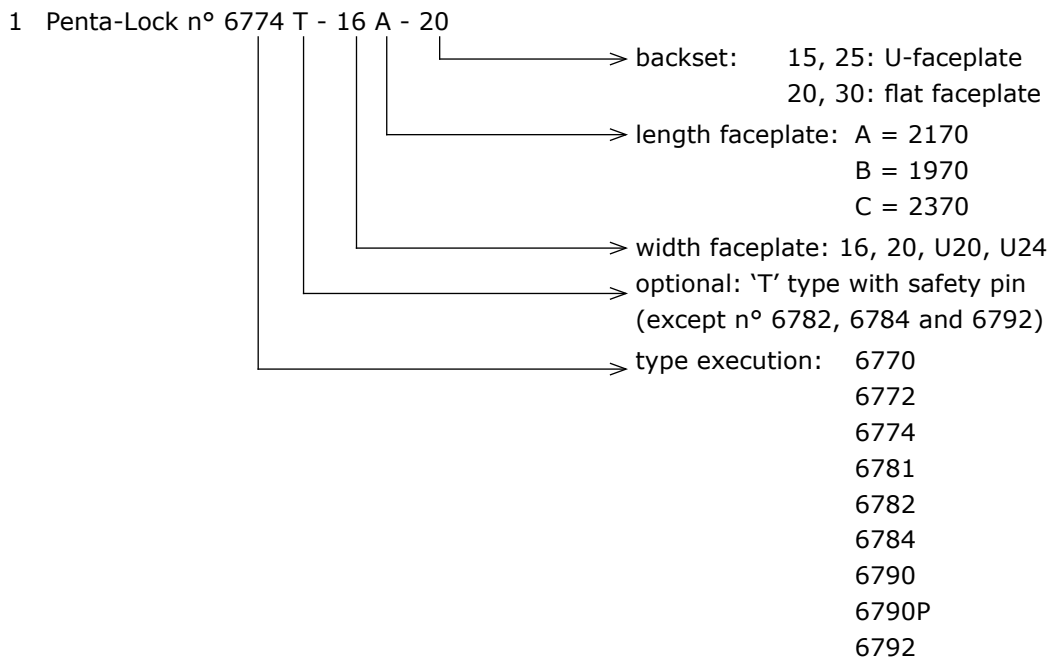 1 Penta-Lock n° 6774 T - 16 A - 20
backset: 15, 25: U-faceplate
20, 30: flat faceplate
length faceplate: A = 2170
B = 1970
C = 2370
width faceplate: 16, 20, U20, U24
optional: ‘T’ type with safety pin
(except n° 6782, 6784 and 6792)
type execution: 6770
6772
6774
6781
6782
6784
6790
6790P
6792